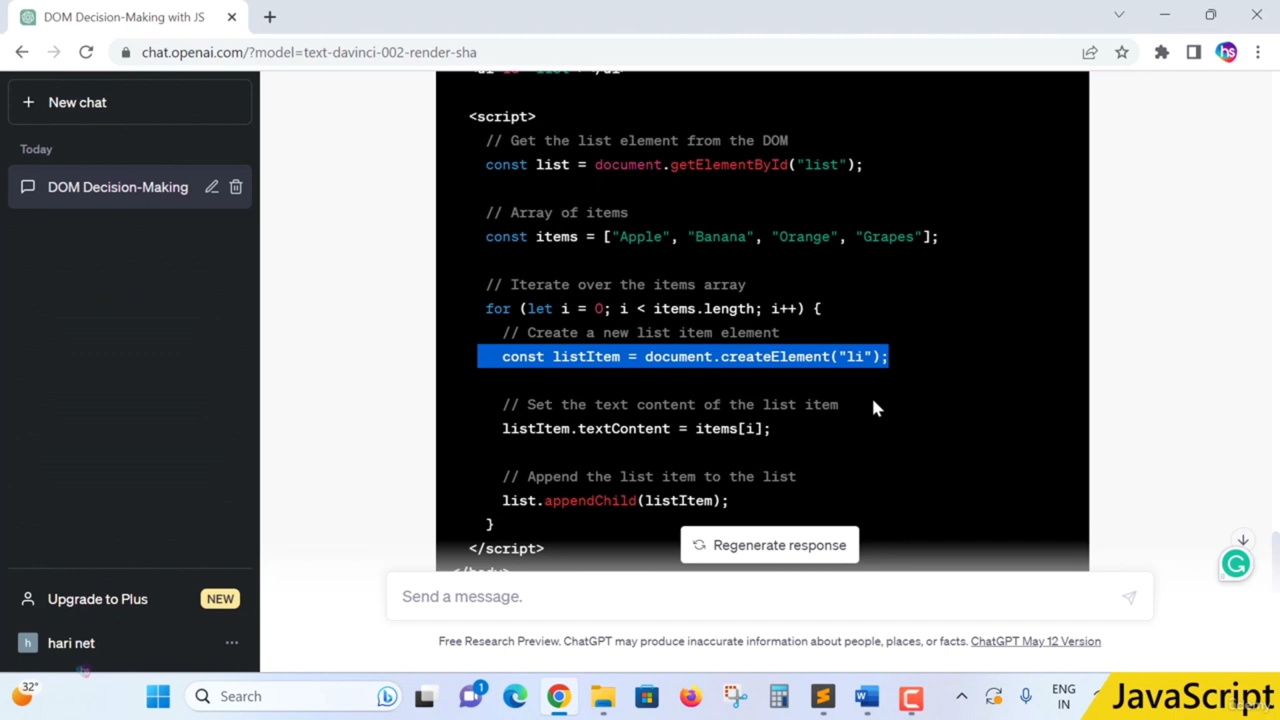 DOM Decision-Making with JS
chat.openai.com/?model=text-davinci-002-render-sha
hs
New chat
Today
DOM Decision-Making
<script>
// Get the list element from the DOM
const list = document.getElementById("list");
// Array of items
const items = ["Apple", "Banana", "Orange", "Grapes"];
// Iterate over the items array
for (let i = 0; i < items.length; i++) {
// Create a new list item element
const listItem = document.createElement("li");
// Set the text content of the list item
listItem.textContent = items[i];
// Append the list item to the list
list.appendChild(listItem);
}
</script>
Regenerate response
Send a message.
Free Research Preview. ChatGPT may produce inaccurate information about people, places, or facts. ChatGPT May 12 Version
Upgrade to Plus
NEW
h
hari net
32°
Search
1
ENG
IN
JavaScript